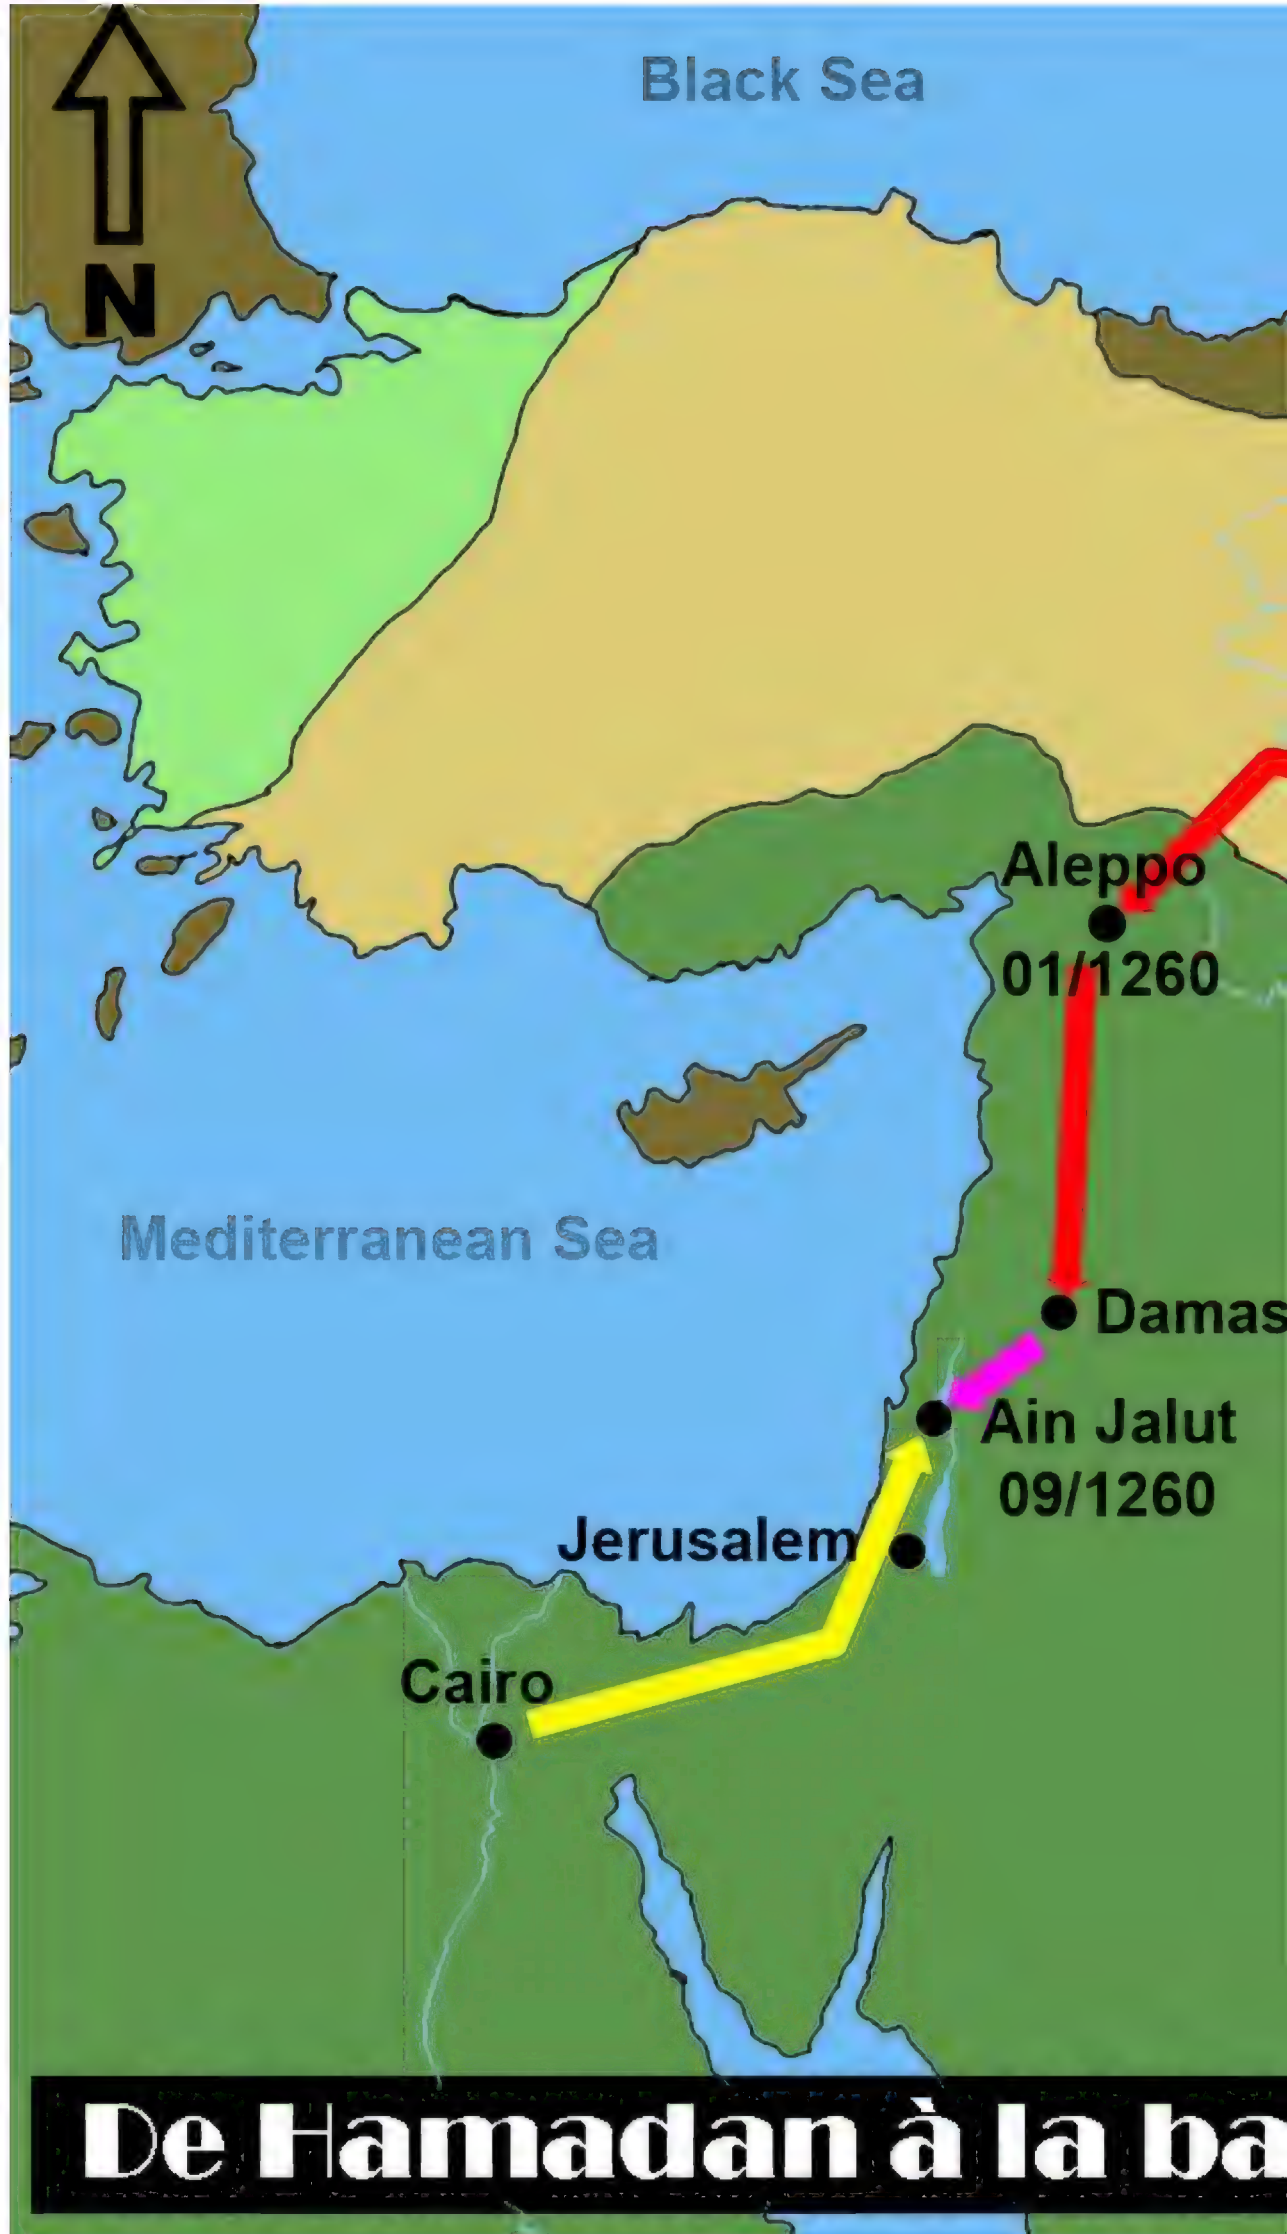 Black Sea
N
Aleppo
01/1260
Mediterranean Sea
Damas
Ain Jalut
09/1260
Jerusalem
Cairo
De Hamadan à la ba